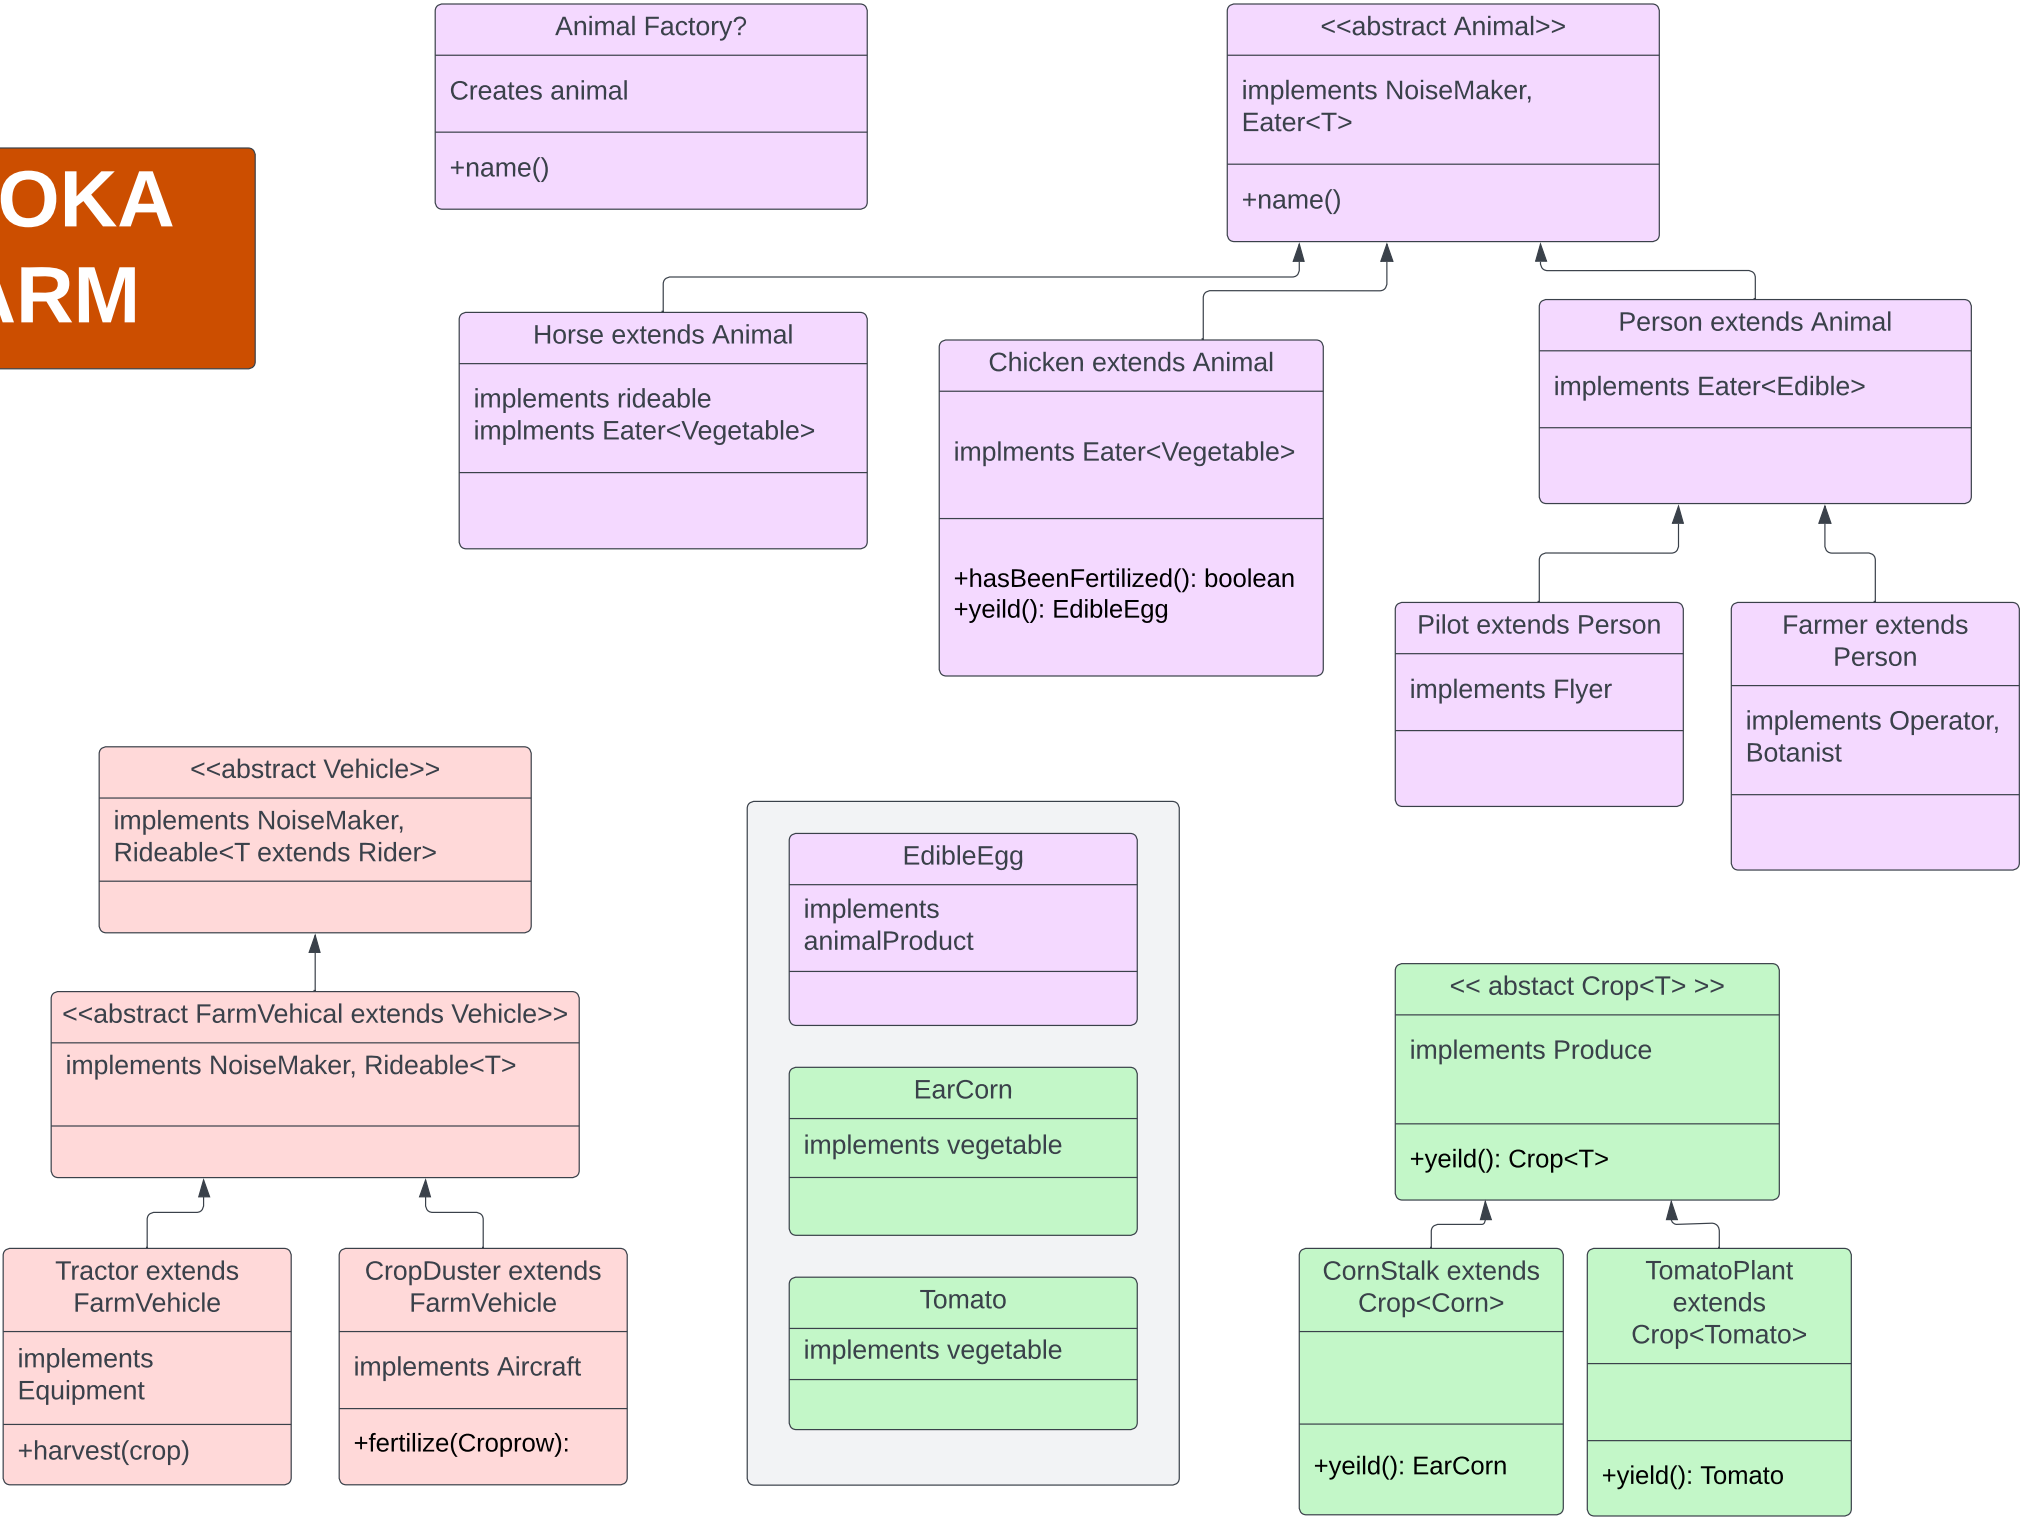 Animal Factory?
Creates animal
+name()
<<abstract Animal>>
implements NoiseMaker,
Eater<T>
+name()
OKA
ARM
Horse extends Animal
implements rideable
implments Eater<Vegetable>
Chicken extends Animal
implments Eater<Vegetable>
+hasBeenFertilized(): boolean
+yeild(): EdibleEgg
Person extends Animal
implements Eater<Edible>
Pilot extends Person
implements Flyer
Farmer extends
Person
implements Operator,
Botanist
<<abstract Vehicle>>
implements NoiseMaker,
Rideable<T extends Rider>
<<abstract FarmVehical extends Vehicle>>
implements NoiseMaker, Rideable<T>
Tractor extends
FarmVehicle
implements
Equipment
+harvest(crop)
CropDuster extends
FarmVehicle
implements Aircraft
+fertilize(Croprow):
EdibleEgg
implements
animalProduct
EarCorn
implements vegetable
Tomato
implements vegetable
<< abstact Crop<T> >>
implements Produce
+yeild(): Crop<T>
CornStalk extends
Crop<Corn>
+yeild(): EarCorn
TomatoPlant
extends
Crop<Tomato>
+yield(): Tomato